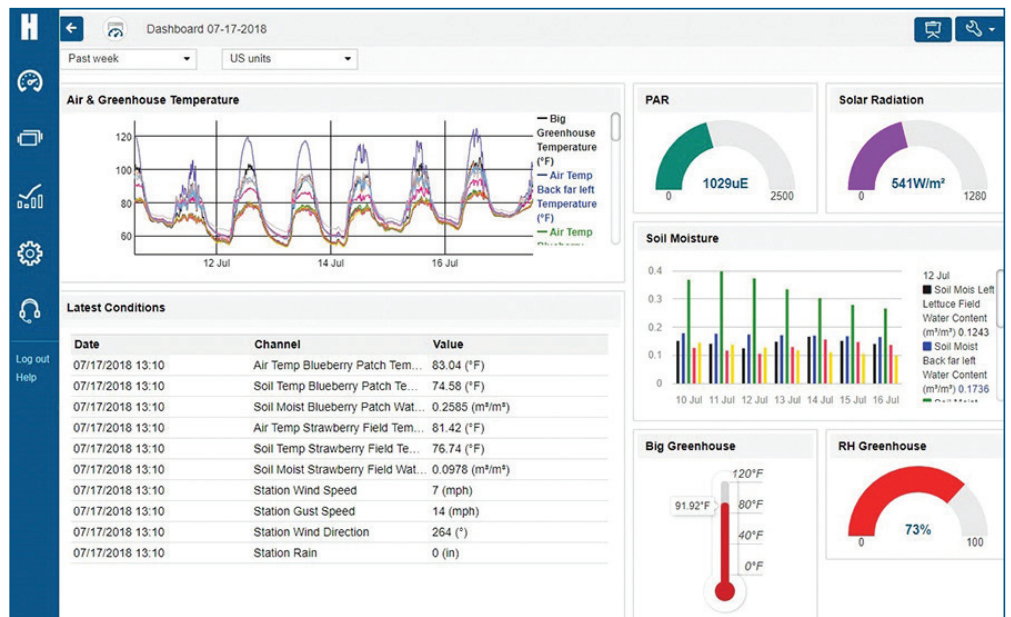 H
Dashboard 07-17-2018
Past week
US units
Air & Greenhouse Temperature
120
100
80
60
12 Jul
14 Jul
16 Jul
Big
Greenhouse
Temperature
(°F)
Air Temp
Back far left
Temperature
(°F)
Air Temp
PAR
0
1029uE
2500
Solar Radiation
0
541W/m²
1280
Soil Moisture
0.4
0.3
0.2
0.1
0
10 Jul 11 Jul 12 Jul 13 Jul 14 Jul 15 Jul 16 Jul
12 Jul
Soil Mois Left
Lettuce Field
Water Content
(m³/m³) 0.1243
Soil Moist
Back far left
Water Content
(m³/m³) 0.1736
Log out
Help
Latest Conditions
Date Channel Value
07/17/2018 13:10 Air Temp Blueberry Patch Tem... 83.04 (°F)
07/17/2018 13:10 Soil Temp Blueberry Patch Te... 74.58 (°F)
07/17/2018 13:10 Soil Moist Blueberry Patch Wat... 0.2585 (m³/m³)
07/17/2018 13:10 Air Temp Strawberry Field Tem... 81.42 (°F)
07/17/2018 13:10 Soil Temp Strawberry Field Te... 76.74 (°F)
07/17/2018 13:10 Soil Moist Strawberry Field Wat... 0.0978 (m³/m³)
07/17/2018 13:10 Station Wind Speed 7 (mph)
07/17/2018 13:10 Station Gust Speed 14 (mph)
07/17/2018 13:10 Station Wind Direction 264 (°)
07/17/2018 13:10 Station Rain 0 (in)
Big Greenhouse
120°F
91.92°F
80°F
40°F
0°F
RH Greenhouse
0
73%
100